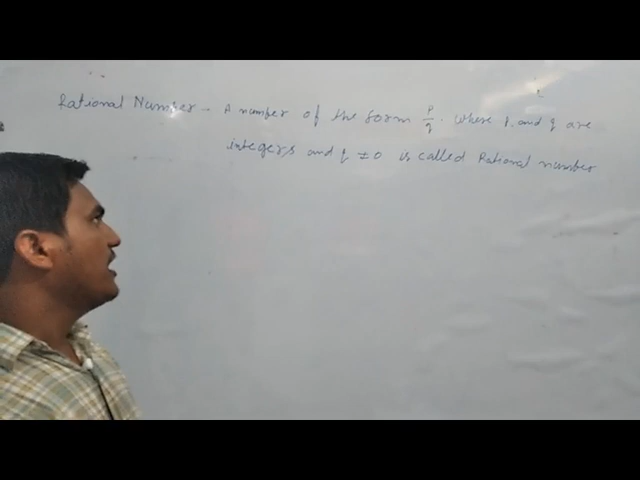 Rational Number - A number of the form p/q. where p and q are
integers and q ≠ 0 is called Rational number